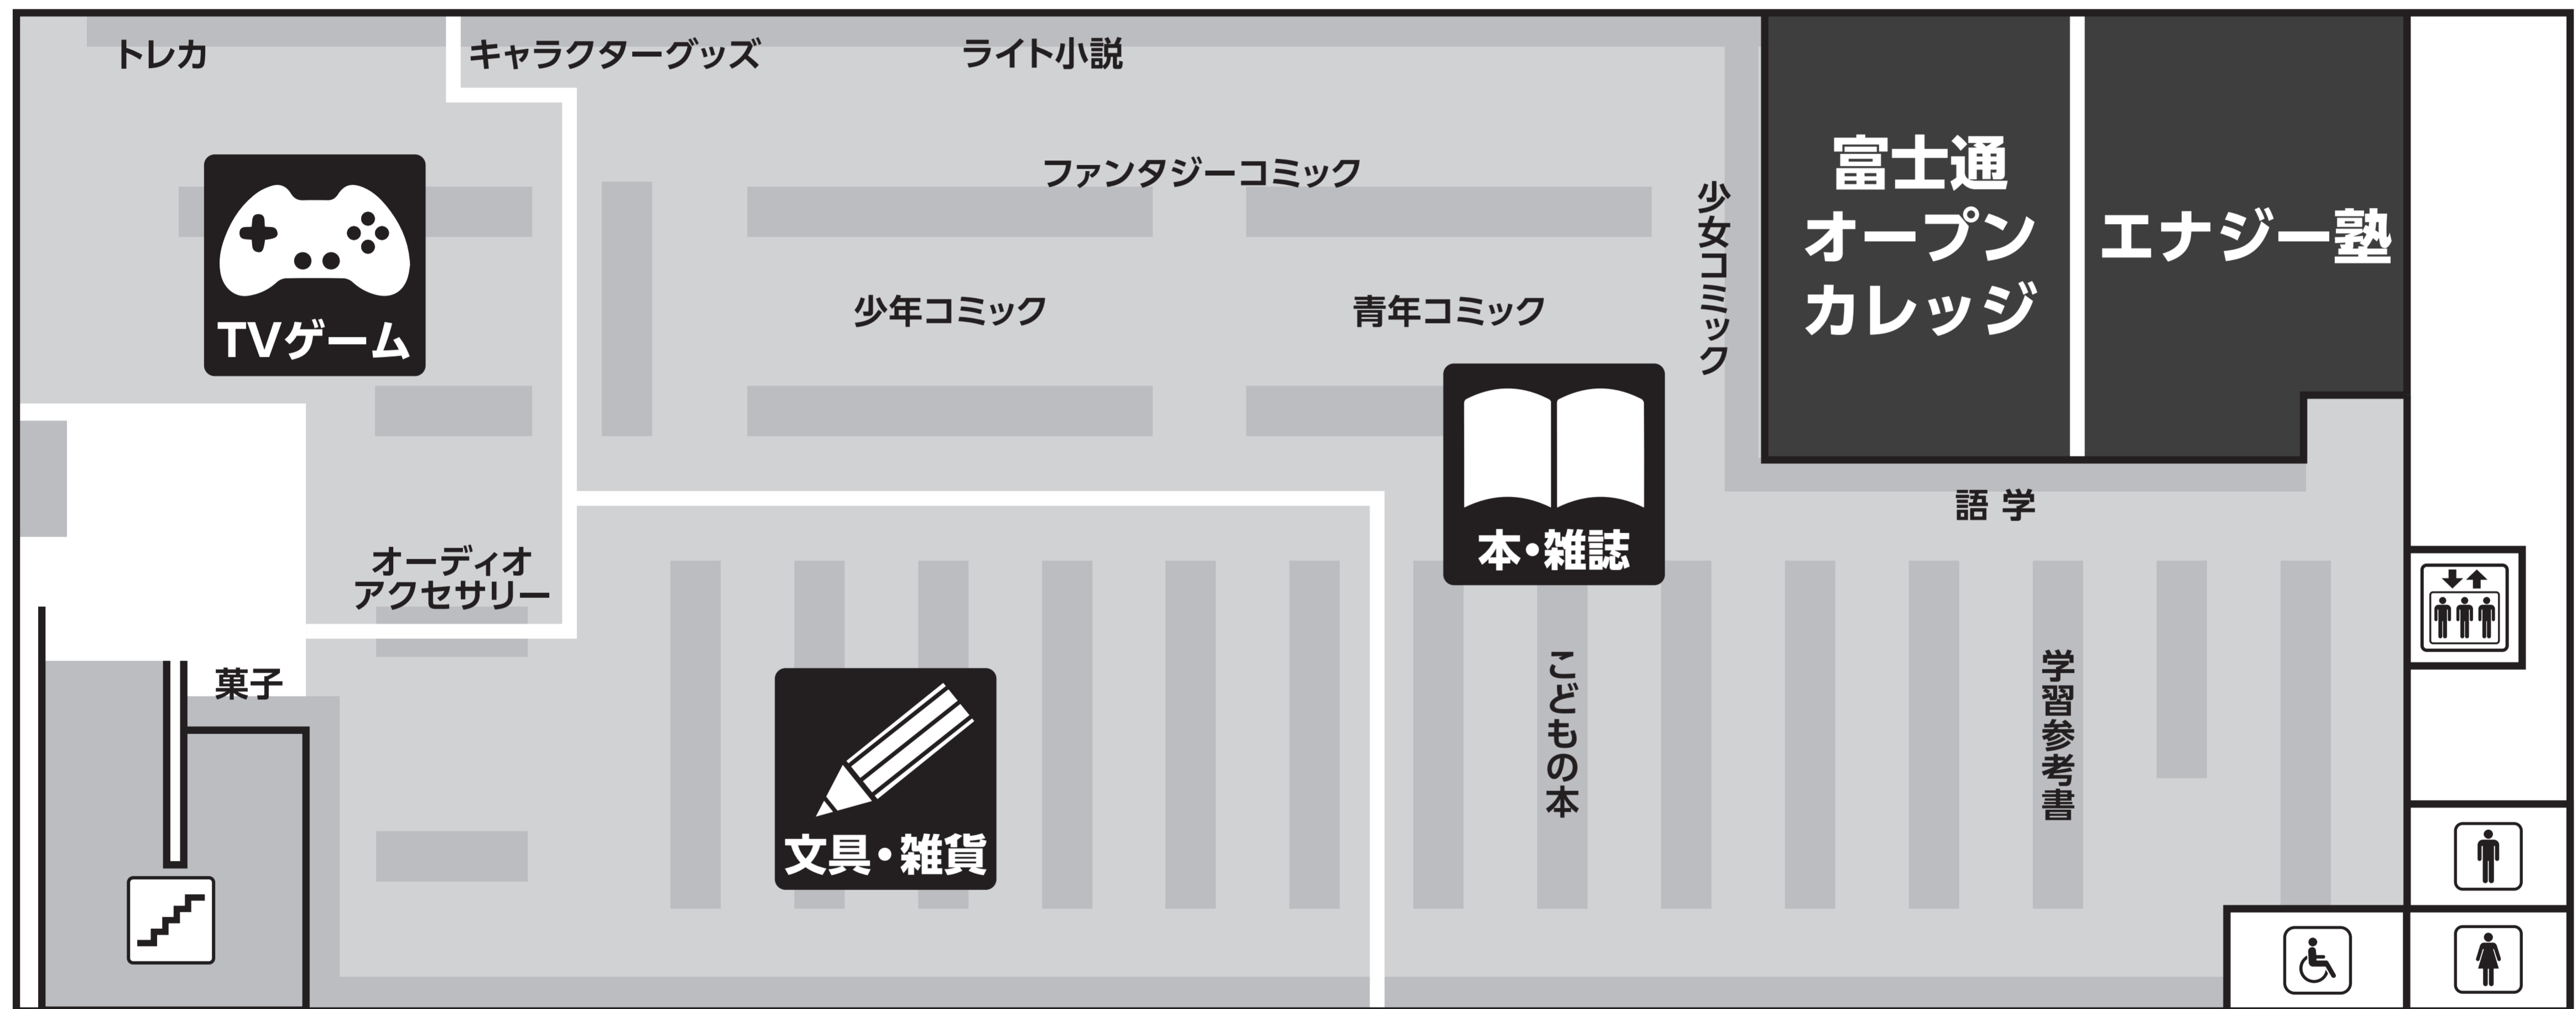 トレカ
キャラクターグッズ
ライト小説
ファンタジーコミック
少女コミック
富士通
オープン
カレッジ
エナジー塾
TVゲーム
少年コミック
青年コミック
本・雑誌
語学
オーディオ
アクセサリー
菓子
文具・雑貨
こどもの本
学習参考書